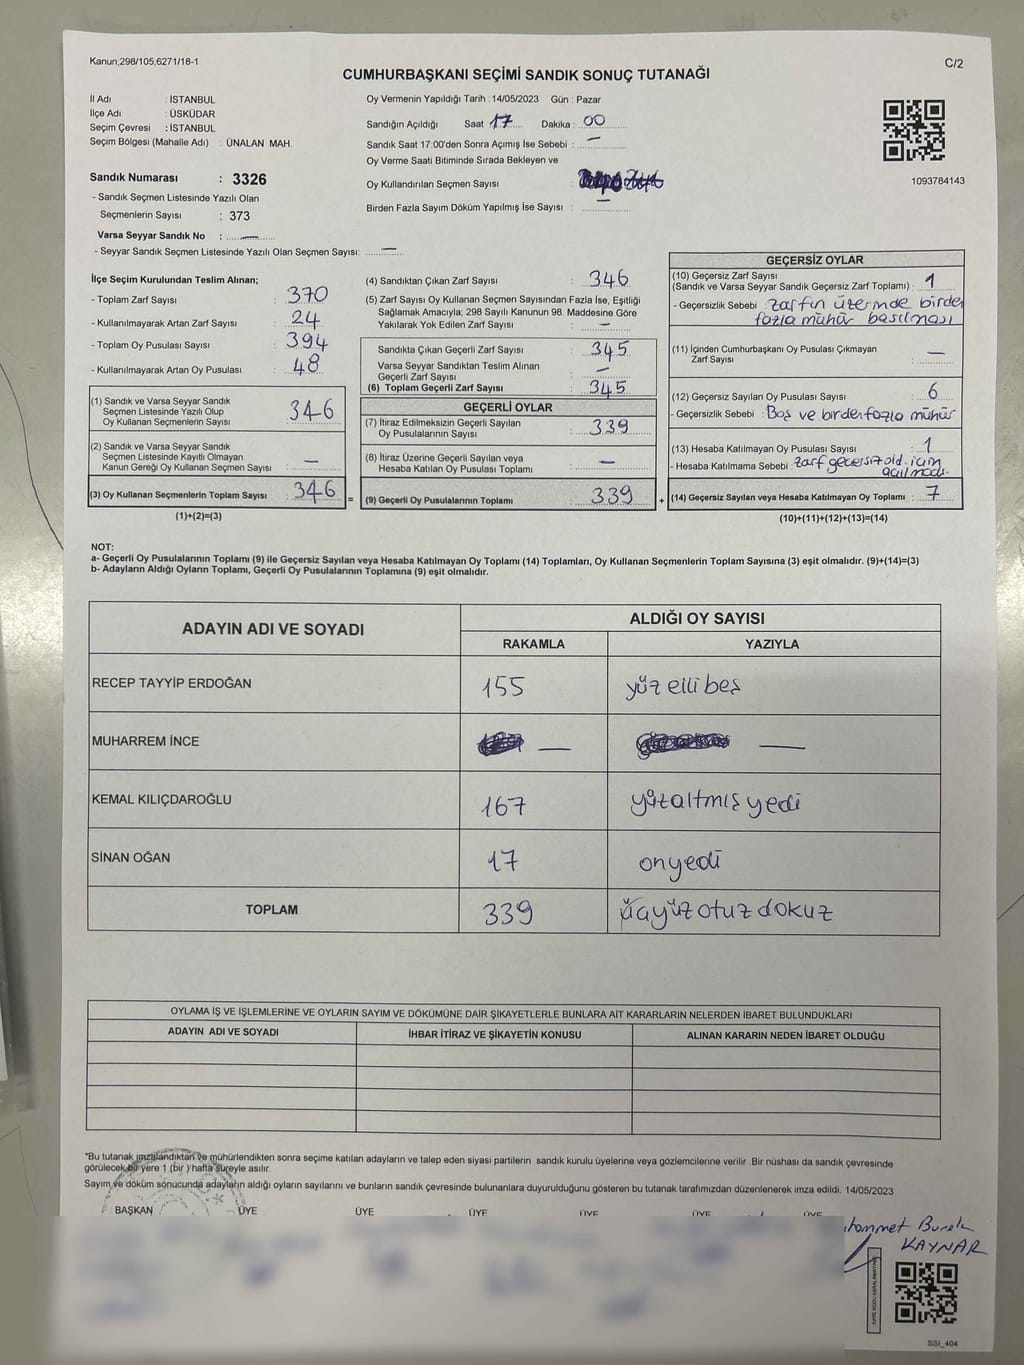 Kanun;298/105;6271/18-1
C/2
CUMHURBAŞKANI SEÇİMİ SANDIK SONUÇ TUTANAĞI
İl Adı : İSTANBUL
İlçe Adı : ÜSKÜDAR
Seçim Çevresi : İSTANBUL
Seçim Bölgesi (Mahalle Adı) : ÜNALAN MAH.
Oy Vermenin Yapıldığı Tarih :14/05/2023 Gün : Pazar
Sandığın Açıldığı Saat 17 Dakika : 00
Sandık Saat 17:00'den Sonra Açımış İse Sebebi : —
Oy Verme Saati Bitiminde Sırada Bekleyen ve
Oy Kullandırılan Seçmen Sayısı :
Birden Fazla Sayım Döküm Yapılmış İse Sayısı : —
1093784143
Sandık Numarası : 3326
- Sandık Seçmen Listesinde Yazılı Olan
Seçmenlerin Sayısı : 373
Varsa Seyyar Sandık No : —
- Seyyar Sandık Seçmen Listesinde Yazılı Olan Seçmen Sayısı: —
İlçe Seçim Kurulundan Teslim Alınan;
- Toplam Zarf Sayısı : 370
- Kullanılmayarak Artan Zarf Sayısı : 24
- Toplam Oy Pusulası Sayısı : 394
- Kullanılmayarak Artan Oy Pusulası : 48
(1) Sandık ve Varsa Seyyar Sandık
Seçmen Listesinde Yazılı Olup
Oy Kullanan Seçmenlerin Sayısı : 346
(2) Sandık ve Varsa Seyyar Sandık
Seçmen Listesinde Kayıtlı Olmayan
Kanun Gereği Oy Kullanan Seçmen Sayısı : —
(3) Oy Kullanan Seçmenlerin Toplam Sayısı : 346
(1)+(2)=(3)
(4) Sandıktan Çıkan Zarf Sayısı : 346
(5) Zarf Sayısı Oy Kullanan Seçmen Sayısından Fazla İse, Eşitliği
Sağlamak Amacıyla; 298 Sayılı Kanunun 98. Maddesine Göre
Yakılarak Yok Edilen Zarf Sayısı : —
Sandıkta Çıkan Geçerli Zarf Sayısı : 345
Varsa Seyyar Sandıktan Teslim Alınan
Geçerli Zarf Sayısı : —
(6) Toplam Geçerli Zarf Sayısı : 345
GEÇERLİ OYLAR
(7) İtiraz Edilmeksizin Geçerli Sayılan
Oy Pusulalarının Sayısı : 339
(8) İtiraz Üzerine Geçerli Sayılan veya
Hesaba Katılan Oy Pusulası Toplamı : —
= (9) Geçerli Oy Pusulalarının Toplamı : 339
GEÇERSİZ OYLAR
(10) Geçersiz Zarf Sayısı
(Sandık ve Varsa Seyyar Sandık Geçersiz Zarf Toplamı) : 1
- Geçersizlik Sebebi : Zarfın üzerinde birden
fazla mühür basılması
(11) İçinden Cumhurbaşkanı Oy Pusulası Çıkmayan
Zarf Sayısı : —
(12) Geçersiz Sayılan Oy Pusulası Sayısı : 6
- Geçersizlik Sebebi : Boş ve birden fazla mühür
(13) Hesaba Katılmayan Oy Pusulası Sayısı : 1
- Hesaba Katılmama Sebebi : zarf geçersiz old. için
açılmadı.
+ (14) Geçersiz Sayılan veya Hesaba Katılmayan Oy Toplamı : 7
(10)+(11)+(12)+(13)=(14)
NOT:
a- Geçerli Oy Pusulalarının Toplamı (9) ile Geçersiz Sayılan veya Hesaba Katılmayan Oy Toplamı (14) Toplamları, Oy Kullanan Seçmenlerin Toplam Sayısına (3) eşit olmalıdır. (9)+(14)=(3)
b- Adayların Aldığı Oyların Toplamı, Geçerli Oy Pusulalarının Toplamına (9) eşit olmalıdır.
ADAYIN ADI VE SOYADI ALDIĞI OY SAYISI
RAKAMLA YAZIYLA
RECEP TAYYİP ERDOĞAN 155 yüz elli beş
MUHARREM İNCE — —
KEMAL KILIÇDAROĞLU 167 yüzaltmış yedi
SİNAN OĞAN 17 onyedi
TOPLAM 339 üçyüz otuz dokuz
OYLAMA İŞ VE İŞLEMLERİNE VE OYLARIN SAYIM VE DÖKÜMÜNE DAİR ŞİKAYETLERLE BUNLARA AİT KARARLARIN NELERDEN İBARET BULUNDUKLARI
ADAYIN ADI VE SOYADI İHBAR İTİRAZ VE ŞİKAYETİN KONUSU ALINAN KARARIN NEDEN İBARET OLDUĞU
*Bu tutanak imzalandıktan ve mühürlendikten sonra seçime katılan adayların ve talep eden siyasi partilerin sandık kurulu üyelerine veya gözlemcilerine verilir .Bir nüshası da sandık çevresinde
görülecek bir yere 1 (bir ) hafta süreyle asılır.
Sayım ve döküm sonucunda adayların aldığı oyların sayılarını ve bunların sandık çevresinde bulunanlara duyurulduğunu gösteren bu tutanak tarafımızdan düzenlenerek imza edildi. 14/05/2023
BAŞKAN ÜYE ÜYE ÜYE ÜYE ÜYE ÜYE
KAYNAR
SSİ_404